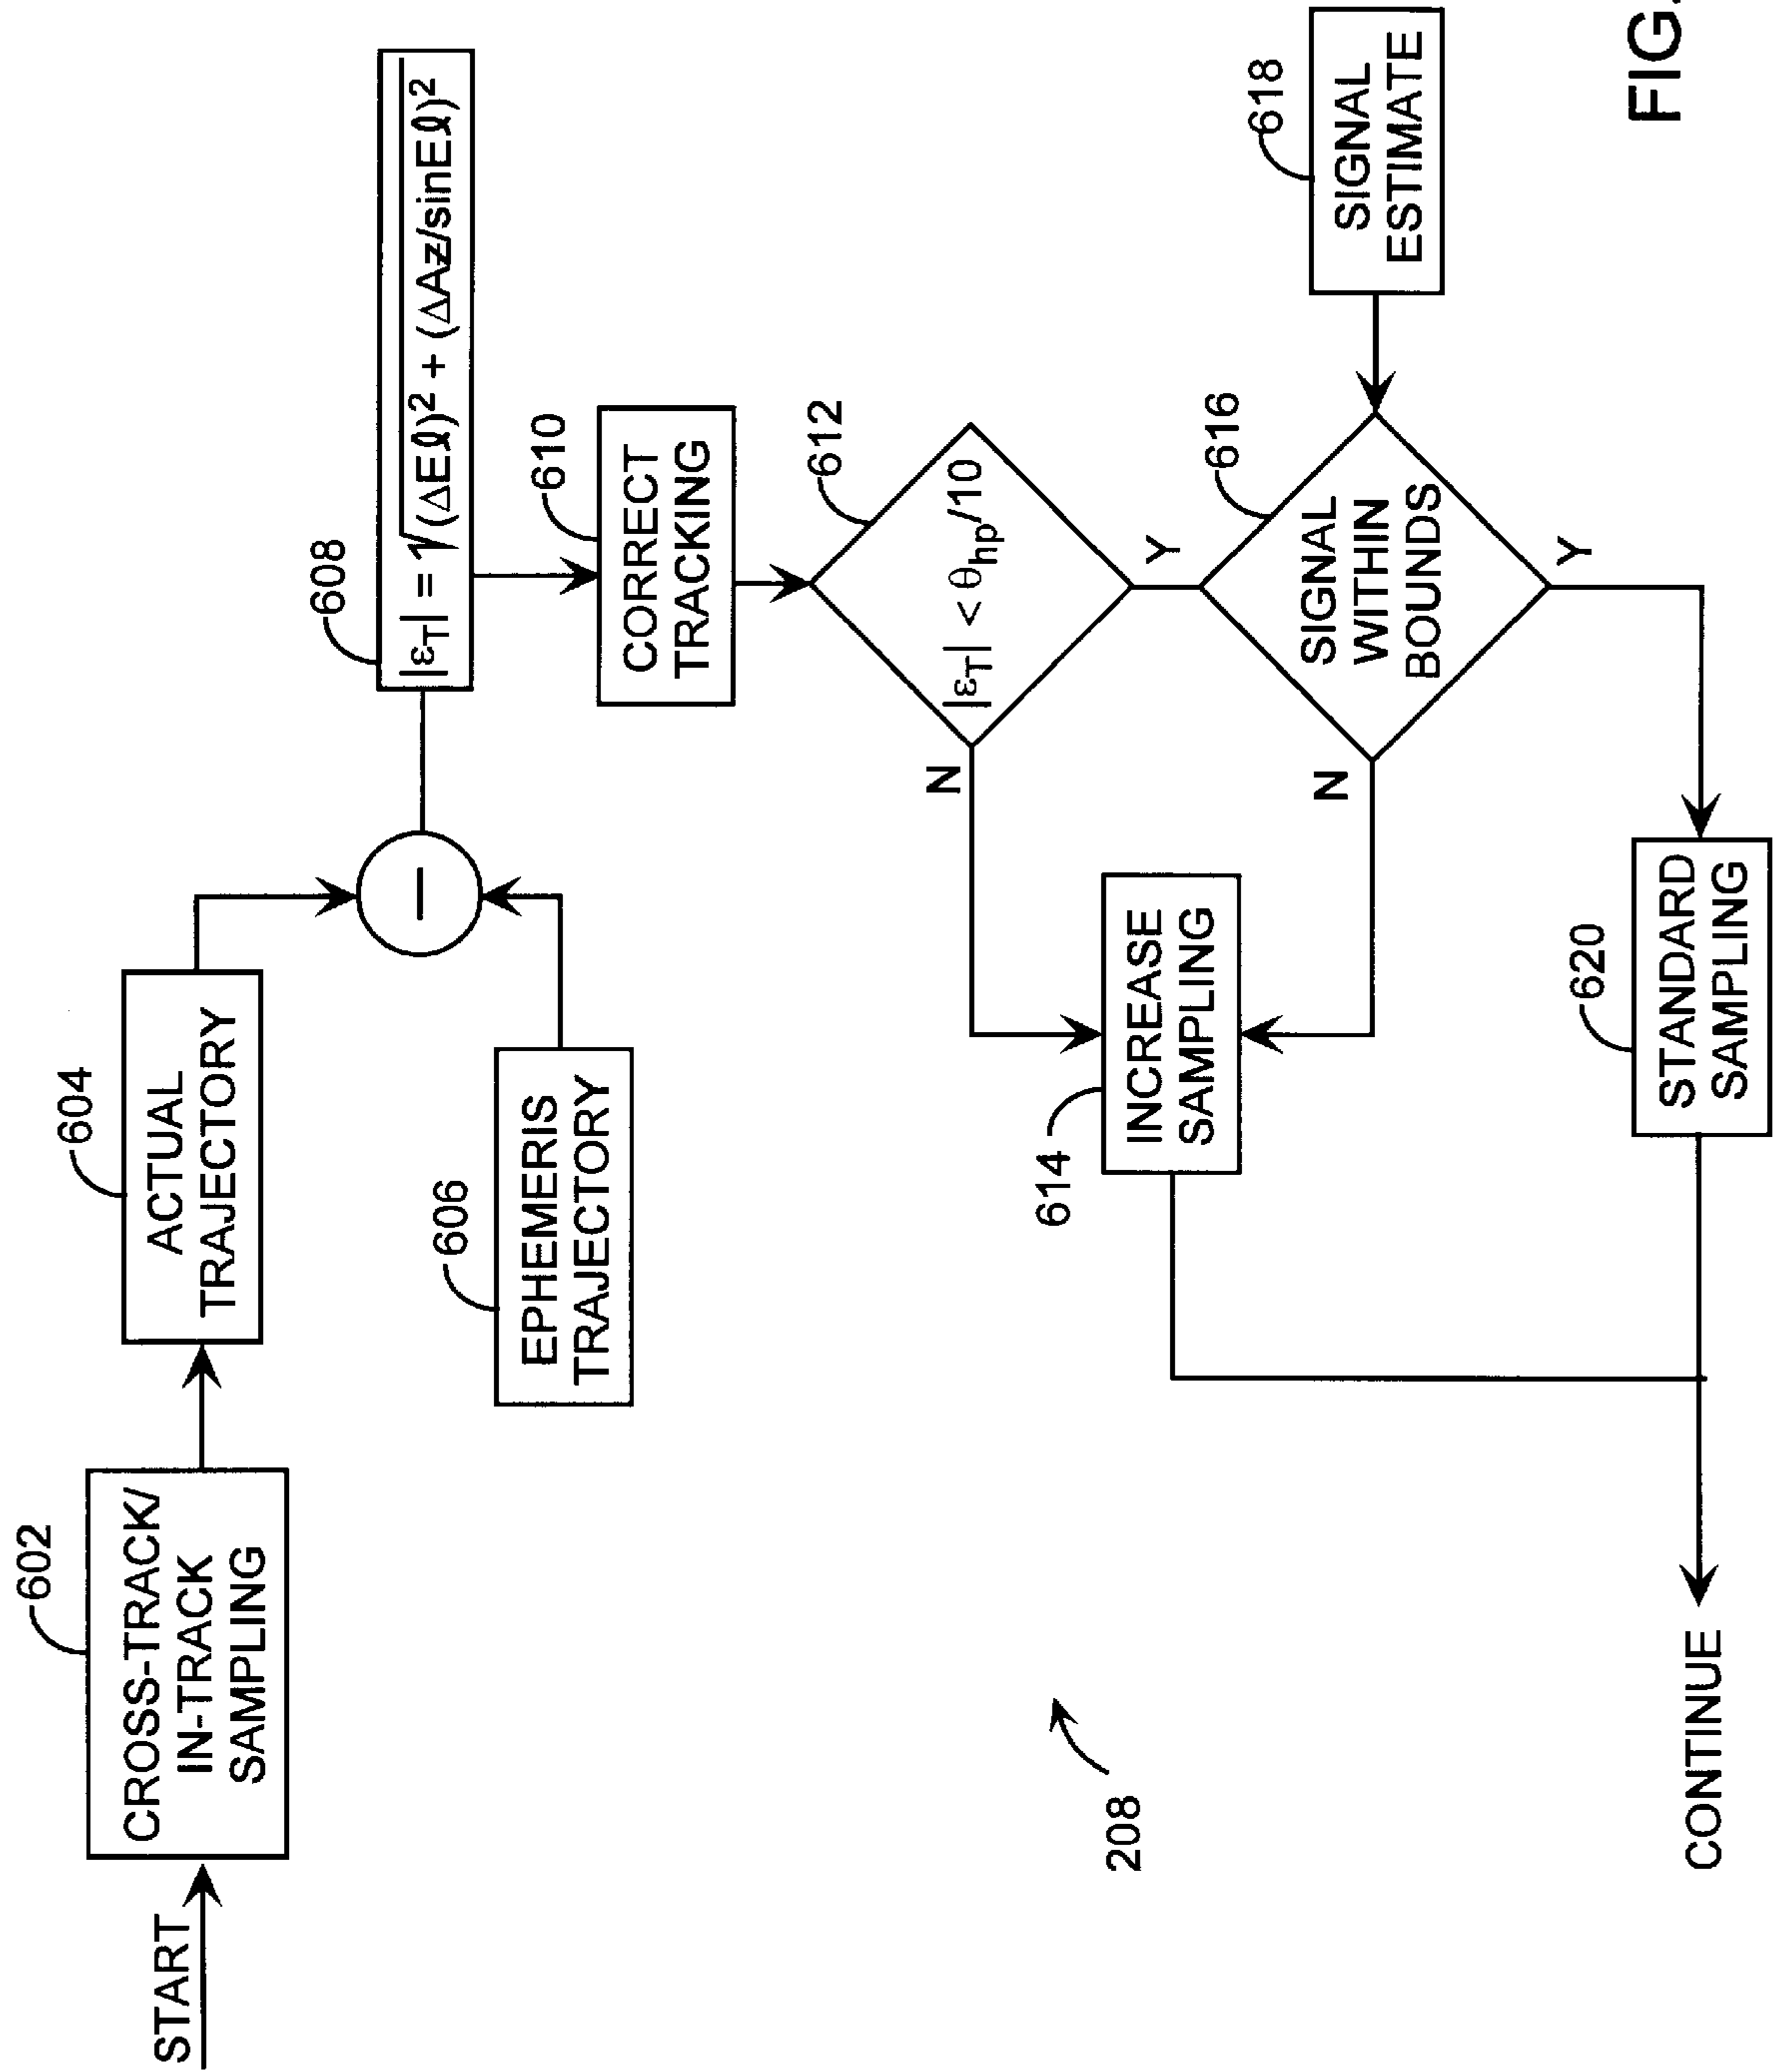 START
602
CROSS-TRACK/
IN-TRACK
SAMPLING
604
ACTUAL
TRAJECTORY
606
EPHEMERIS
TRAJECTORY
—
608
|εT| = √(ΔEℓ)² + (ΔAz/sinEℓ)²
610
CORRECT
TRACKING
612
|εT| < θhp/10
N
Y
614
INCREASE
SAMPLING
616
SIGNAL
WITHIN
BOUNDS
N
Y
618
SIGNAL
ESTIMATE
620
STANDARD
SAMPLING
CONTINUE
208
FIG.